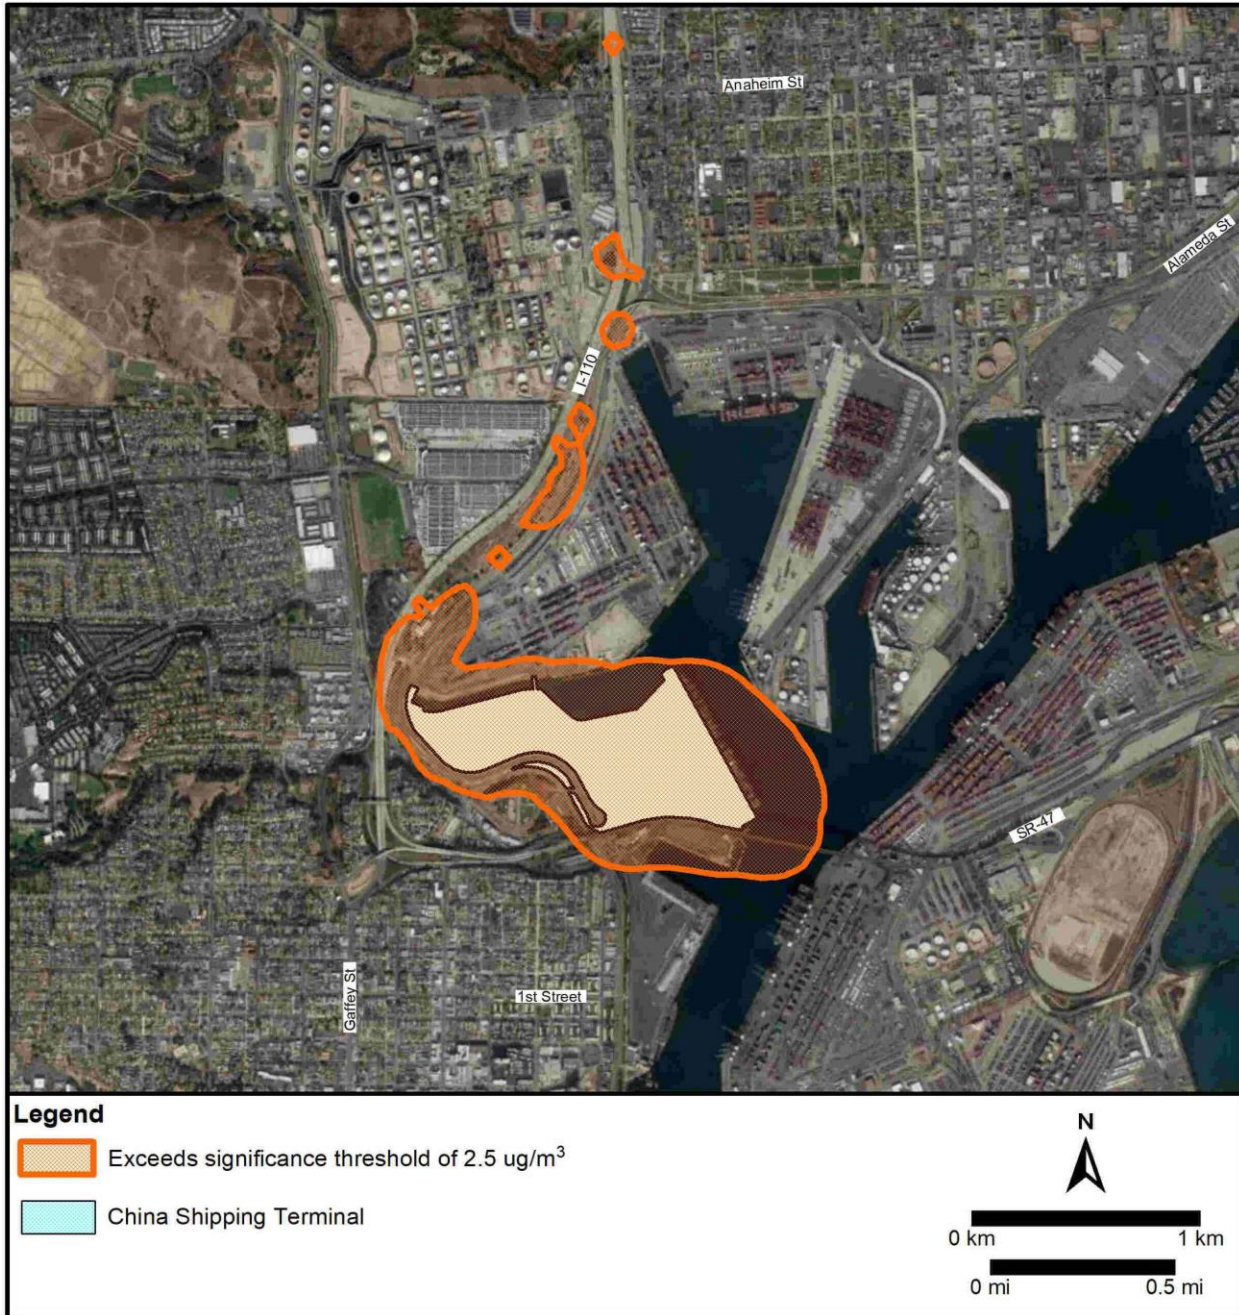 Anaheim St
Alameda St
I-110
SR-47
Gaffey St
1st Street
Legend
Exceeds significance threshold of 2.5 ug/m³
China Shipping Terminal
N
0 km 1 km
0 mi 0.5 mi